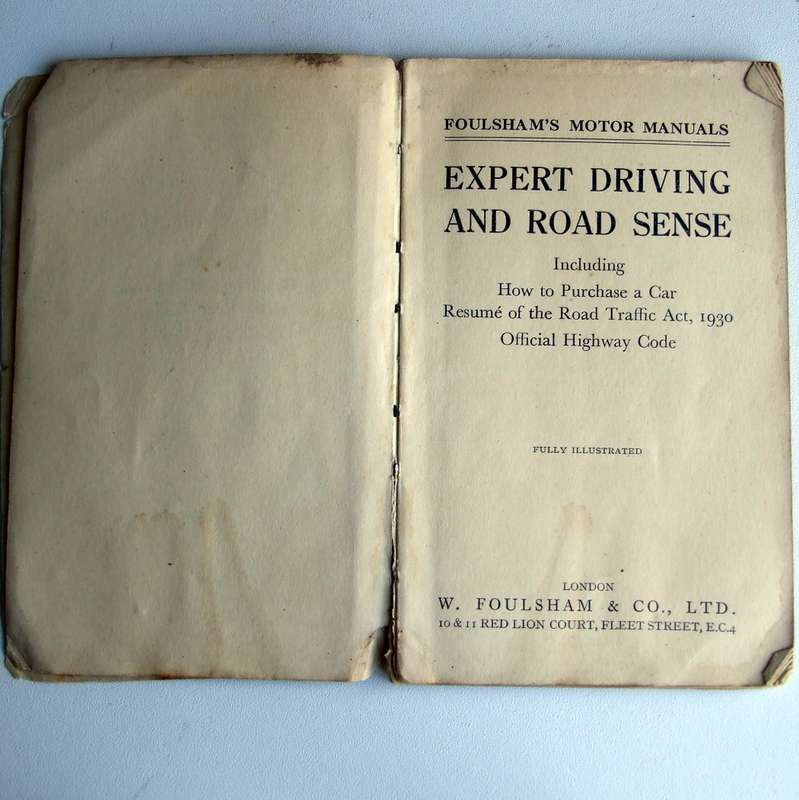 FOULSHAM'S MOTOR MANUALS
EXPERT DRIVING
AND ROAD SENSE
Including
How to Purchase a Car
Resumé of the Road Traffic Act, 1930
Official Highway Code
FULLY ILLUSTRATED
LONDON
W. FOULSHAM & CO., LTD.
10 & 11 RED LION COURT, FLEET STREET, E.C.4